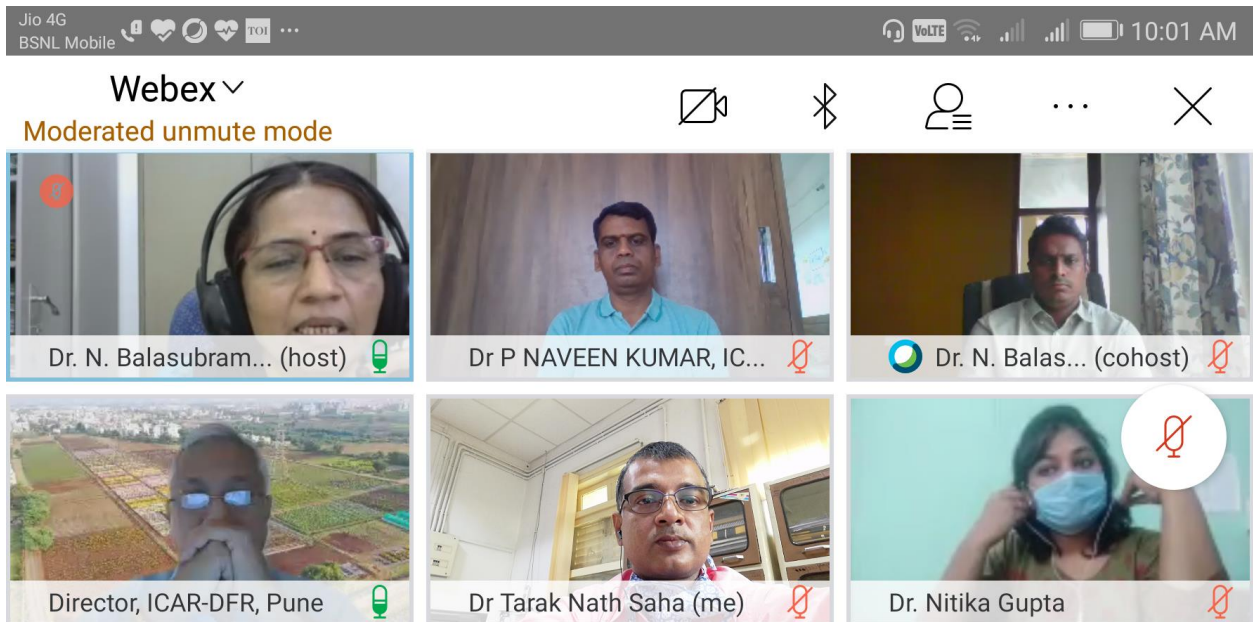 Jio 4G
BSNL Mobile
TOI
VoLTE
10:01 AM
Webex
Moderated unmute mode
Dr. N. Balasubram... (host)
Dr P NAVEEN KUMAR, IC...
Dr. N. Balas... (cohost)
Director, ICAR-DFR, Pune
Dr Tarak Nath Saha (me)
Dr. Nitika Gupta